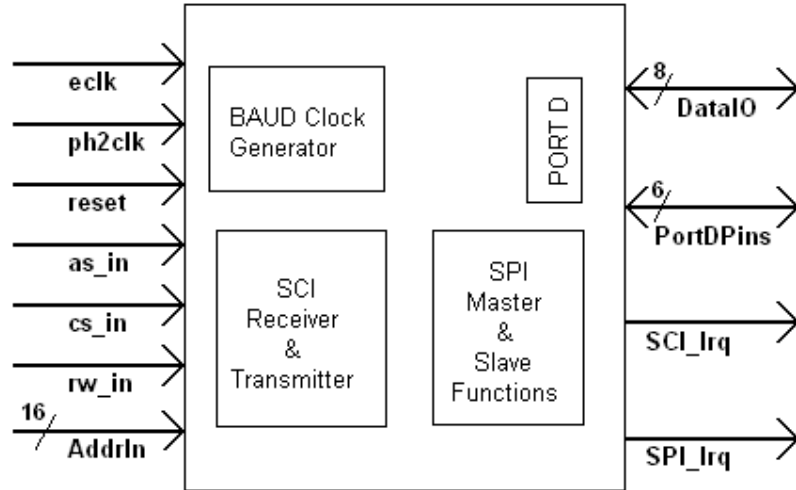 eclk
ph2clk
reset
as_in
cs_in
rw_in
16
AddrIn
BAUD Clock
Generator
PORT D
SCI
Receiver
&
Transmitter
SPI
Master
&
Slave
Functions
8
DataIO
6
PortDPins
SCI_Irq
SPI_Irq